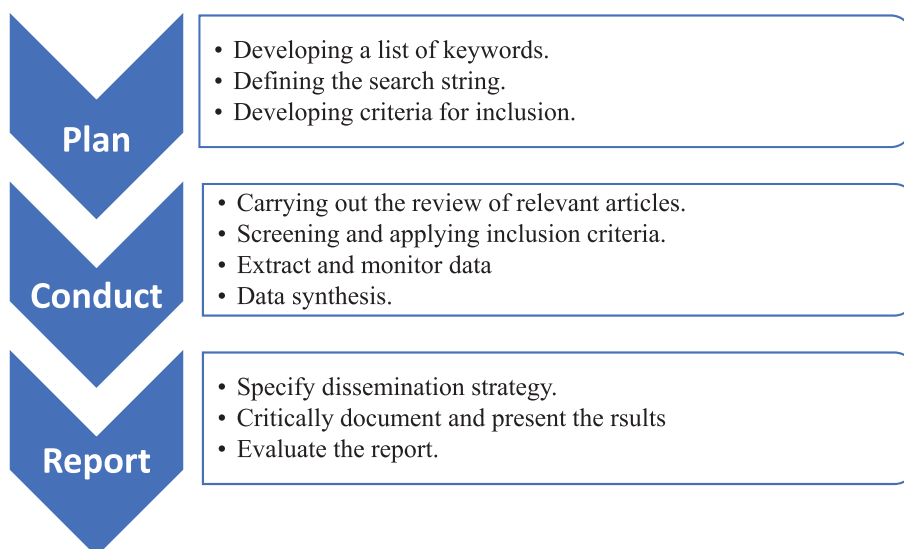 Plan
• Developing a list of keywords.
• Defining the search string.
• Developing criteria for inclusion.
Conduct
• Carrying out the review of relevant articles.
• Screening and applying inclusion criteria.
• Extract and monitor data
• Data synthesis.
Report
• Specify dissemination strategy.
• Critically document and present the rsults
• Evaluate the report.